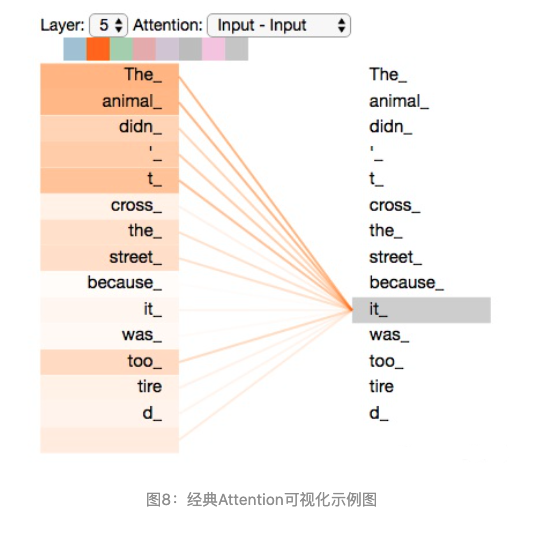 Layer: 5 Attention: Input - Input
The_ The_
animal_ animal_
didn_ didn_
'_ '_
t_ t_
cross_ cross_
the_ the_
street_ street_
because_ because_
it_ it_
was_ was_
too_ too_
tire tire
d_ d_
图8：经典Attention可视化示例图